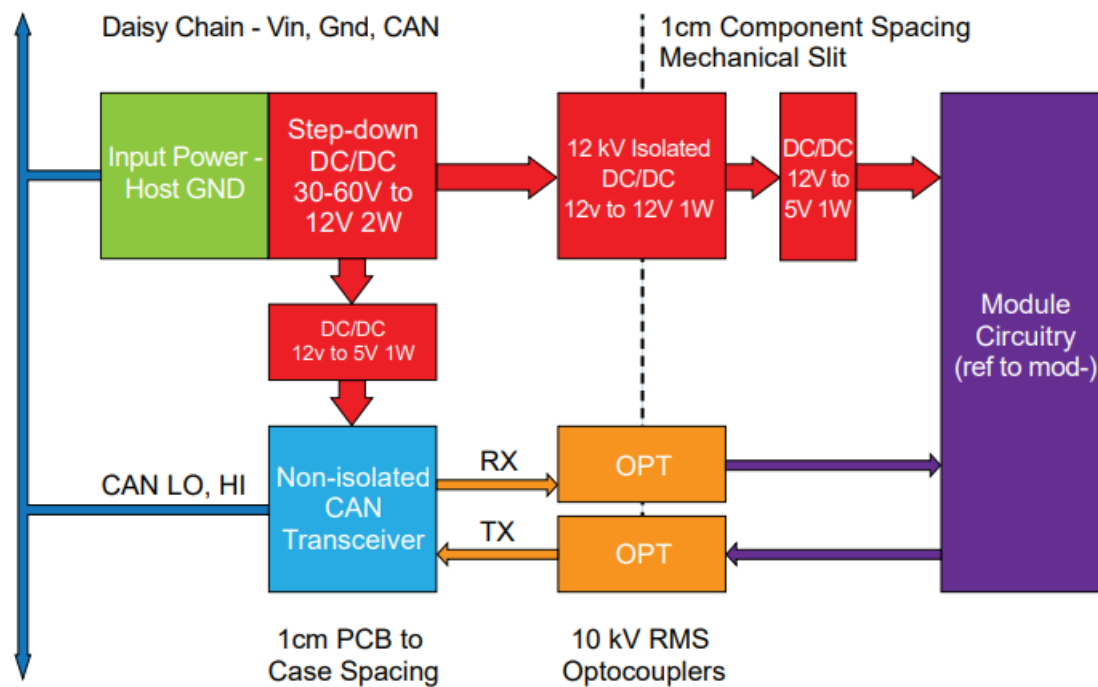 Daisy Chain - Vin, Gnd, CAN
1cm Component Spacing
Mechanical Slit
Input Power -
Host GND
Step-down
DC/DC
30-60V to
12V 2W
12 kV Isolated
DC/DC
12v to 12V 1W
DC/DC
12V to
5V 1W
DC/DC
12v to 5V 1W
Module
Circuitry
(ref to mod-)
CAN LO, HI
Non-isolated
CAN
Transceiver
RX
OPT
TX
OPT
1cm PCB to
Case Spacing
10 kV RMS
Optocouplers